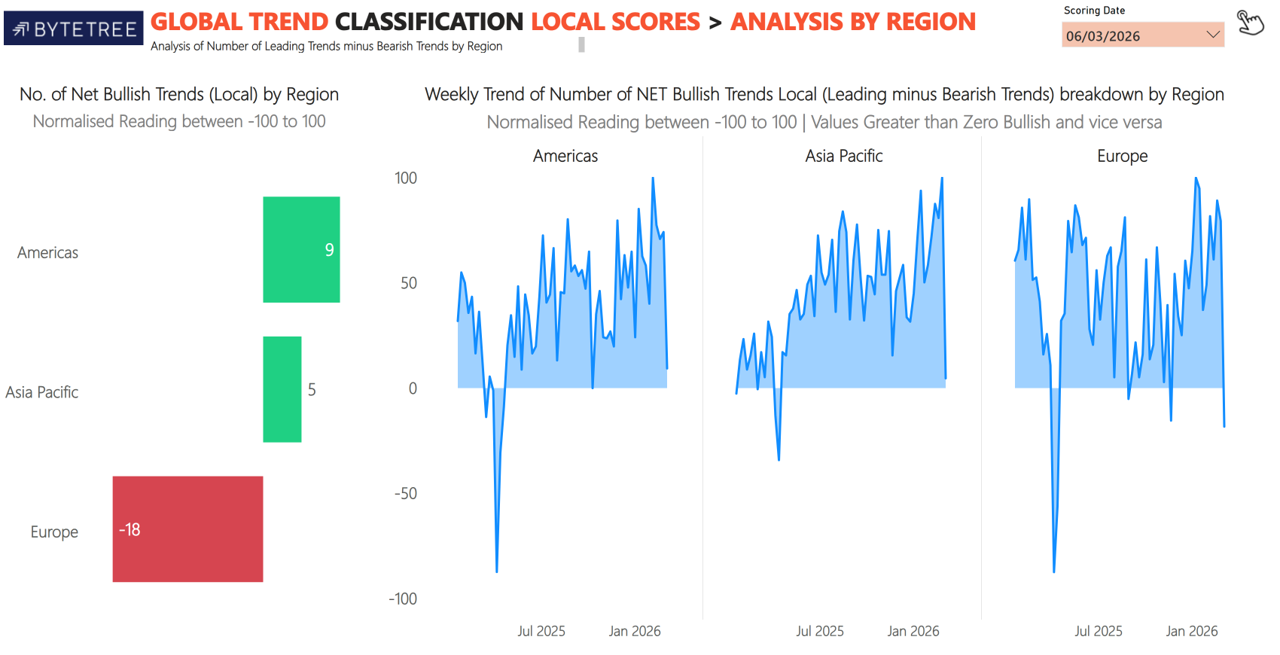 BYTETREE
GLOBAL TREND CLASSIFICATION LOCAL SCORES > ANALYSIS BY REGION
Analysis of Number of Leading Trends minus Bearish Trends by Region
Scoring Date
06/03/2026
No. of Net Bullish Trends (Local) by Region
Normalised Reading between -100 to 100
Americas
9
Asia Pacific
5
Europe
-18
Weekly Trend of Number of NET Bullish Trends Local (Leading minus Bearish Trends) breakdown by Region
Normalised Reading between -100 to 100 | Values Greater than Zero Bullish and vice versa
Americas
Asia Pacific
Europe
100
50
0
-50
-100
Jul 2025
Jan 2026
Jul 2025
Jan 2026
Jul 2025
Jan 2026